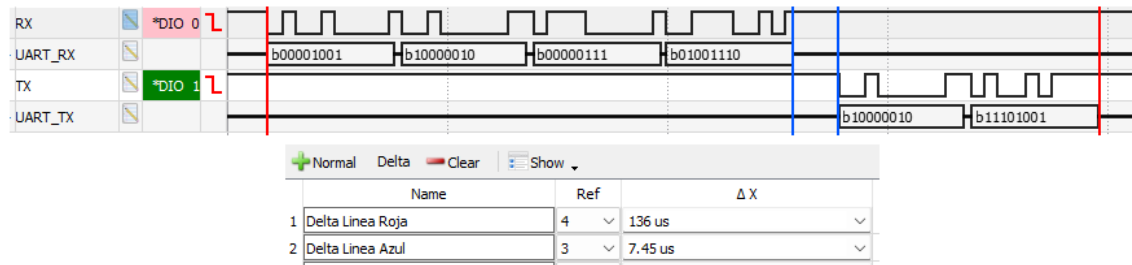 RX *DIO 0
UART_RX b00001001 b10000010 b00000111 b01001110
TX *DIO 1
UART_TX b10000010 b11101001
Normal Delta Clear Show
Name Ref Δ X
1 Delta Linea Roja 4 136 us
2 Delta Linea Azul 3 7.45 us